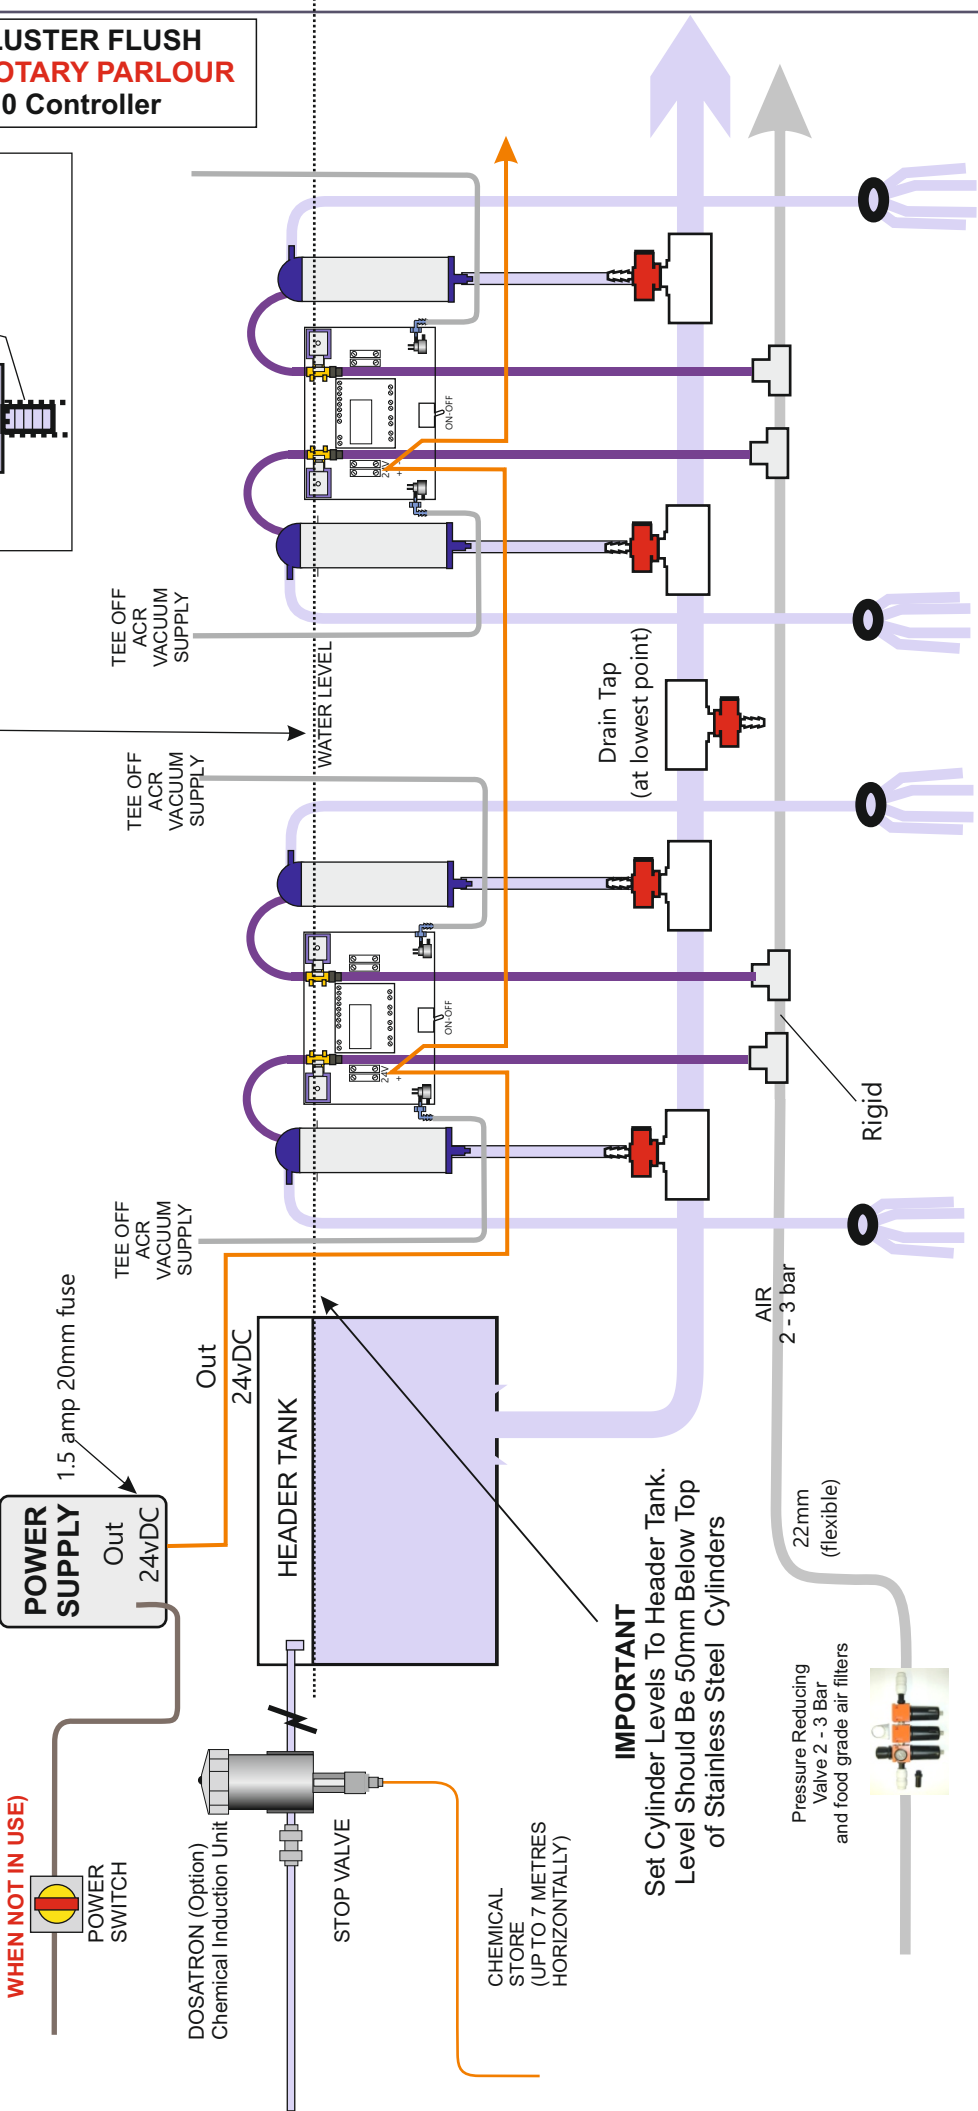 LUSTER FLUSH
OTARY PARLOUR
0 Controller
WHEN NOT IN USE)
POWER
SWITCH
POWER
SUPPLY
Out
24vDC
1.5 amp 20mm fuse
Out
24vDC
DOSATRON (Option)
Chemical Induction Unit
STOP VALVE
CHEMICAL
STORE
(UP TO 7 METRES
HORIZONTALLY)
HEADER TANK
IMPORTANT
Set Cylinder Levels To Header Tank.
Level Should Be 50mm Below Top
of Stainless Steel Cylinders
Pressure Reducing
Valve 2 - 3 Bar
and food grade air filters
22mm
(flexible)
AIR
2 - 3 bar
Rigid
TEE OFF
ACR
VACUUM
SUPPLY
24V
+
ON-OFF
TEE OFF
ACR
VACUUM
SUPPLY
WATER LEVEL
Drain Tap
(at lowest point)
TEE OFF
ACR
VACUUM
SUPPLY
24V
+
ON-OFF